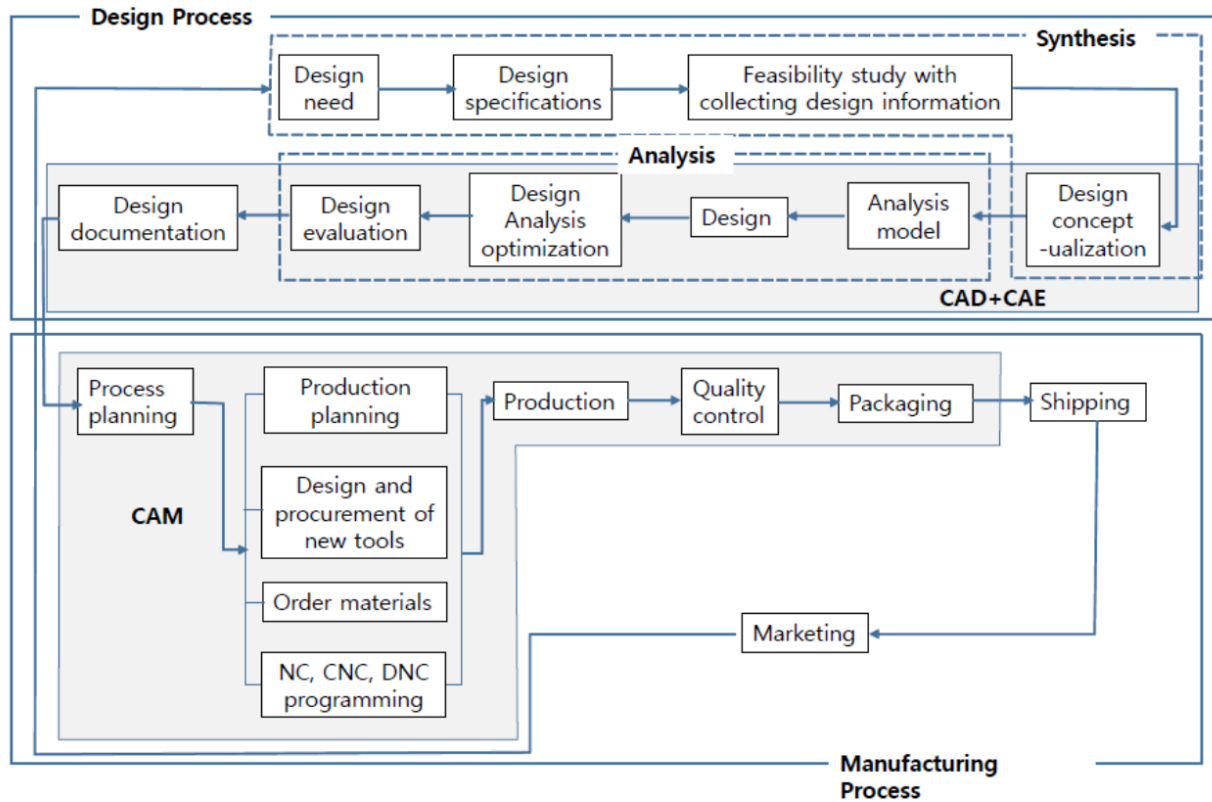 Design Process
Synthesis
Design
need
Design
specifications
Feasibility study with
collecting design information
Analysis
Design
documentation
Design
evaluation
Design
Analysis
optimization
Design
Analysis
model
Design
concept
-ualization
CAD+CAE
Process
planning
Production
planning
Production
Quality
control
Packaging
Shipping
CAM
Design and
procurement of
new tools
Order materials
NC, CNC, DNC
programming
Marketing
Manufacturing
Process